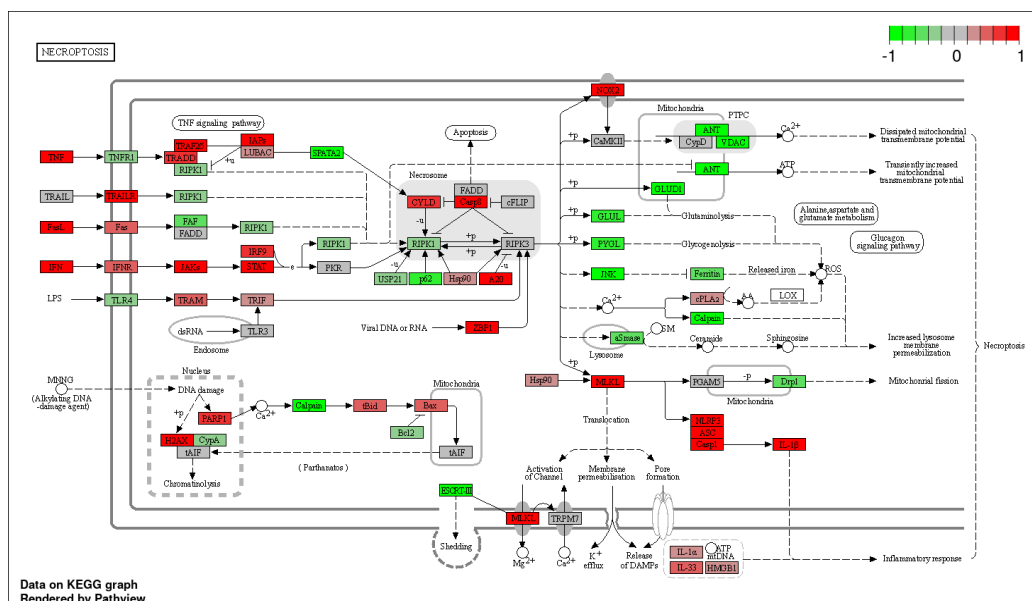 NECROPTOSIS
-1 0 1
TNF signaling pathway
TNF
TNFR1
TRAF2/5
TRADD
RIPK1
IAPs
LUBAC
+u
SPATA2
Apoptosis
TRAIL
TRAILR
RIPK1
FasL
Fas
FAF
FADD
RIPK1
IFN
IFNR
JAKs
STAT
IRF9
e
RIPK1
PKR
LPS
TLR4
TRAM
TRIF
dsRNA
TLR3
Endosome
Viral DNA or RNA
ZBP1
Necrosome
FADD
CYLD
Casp8
cFLIP
-u
+p
+p
RIPK1
RIPK3
-u
USP21
p62
Hsp90
A20
NOX2
+p
CaMKII
Mitochondria
PTPC
ANT
CypD
VDAC
Ca2+
Dissipated mitochondrial
transmembrane potential
ANT
ATP
Transiently increased
mitochondrial
transmembrane potential
+p
GLUD1
+p
GLUL
Glutaminolysis
Alanine, aspartate and
glutamate metabolism
+p
PYGL
Glycogenolysis
Glucagon
signaling pathway
JNK
Ferritin
Released iron
ROS
Ca2+
cPLA2
AA
LOX
Calpain
aSmase
SM
Lysosome
Ceramide
Sphingosine
Increased lysosome
membrane
permeabilization
Necroptosis
+p
Hsp90
MLKL
PGAM5
-p
Drp1
Mitochondria
Mitochonrial fission
MNNG
(Alkylating DNA
-damage agent)
Nucleus
DNA damage
+p
PARP1
H2AX
CypA
tAIF
Chromatinolysis
Ca2+
Calpain
tBid
Bax
Bcl2
Mitochondria
tAIF
( Parthanatos )
Translocation
NLRP3
ASC
Casp1
IL-1β
Activation
of Channel
Membrane
permeabilisation
Pore
formation
ESCRT-III
Shedding
MLKL
TRPM7
Mg2+
Ca2+
K+
efflux
Release
of DAMPs
IL-1α
ATP
mtDNA
IL-33
HMGB1
Inflammatory response
Data on KEGG graph
Rendered by Pathview